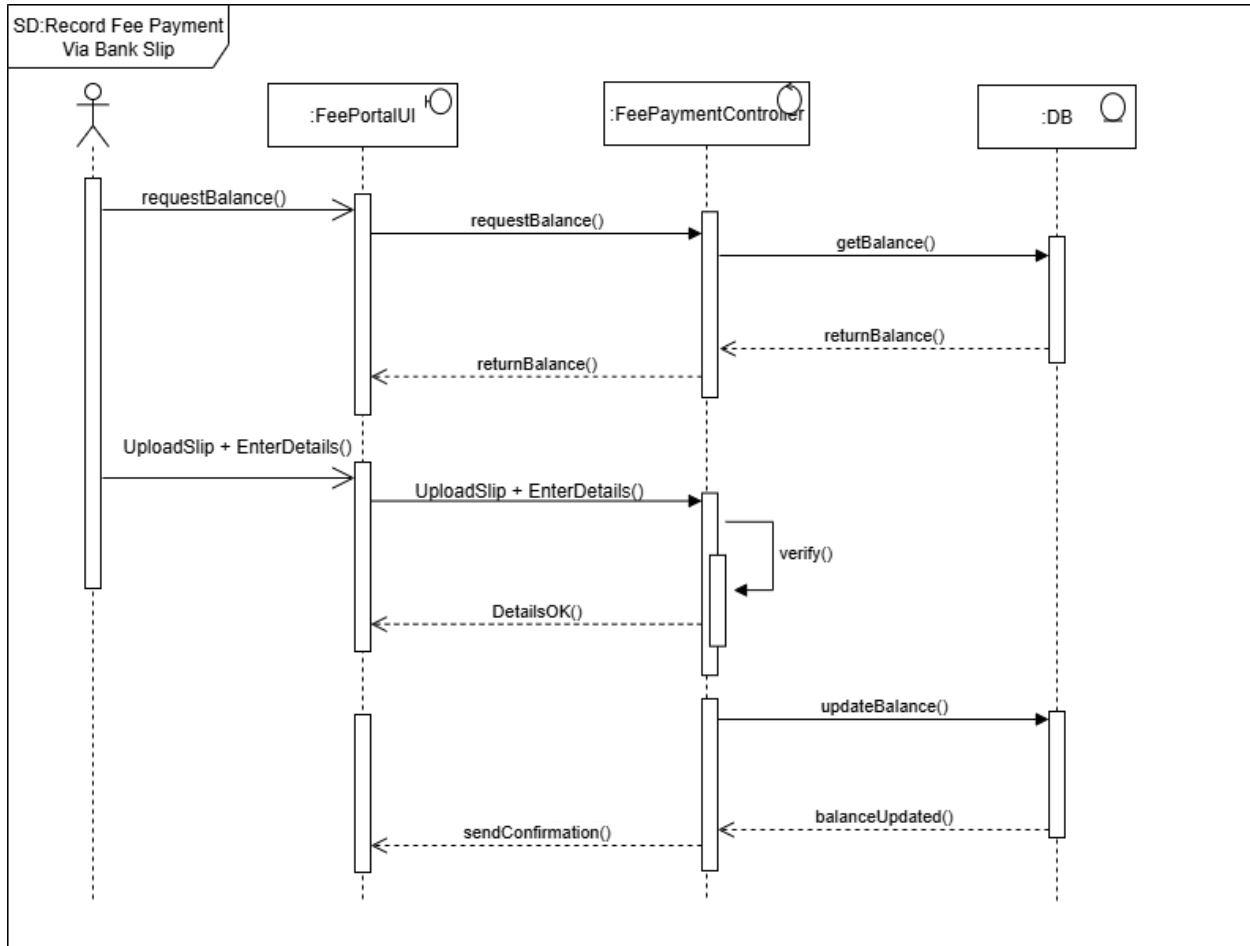 SD:Record Fee Payment
Via Bank Slip
:FeePortalUI
:FeePaymentController
:DB
requestBalance()
requestBalance()
getBalance()
returnBalance()
returnBalance()
UploadSlip + EnterDetails()
UploadSlip + EnterDetails()
verify()
DetailsOK()
updateBalance()
balanceUpdated()
sendConfirmation()